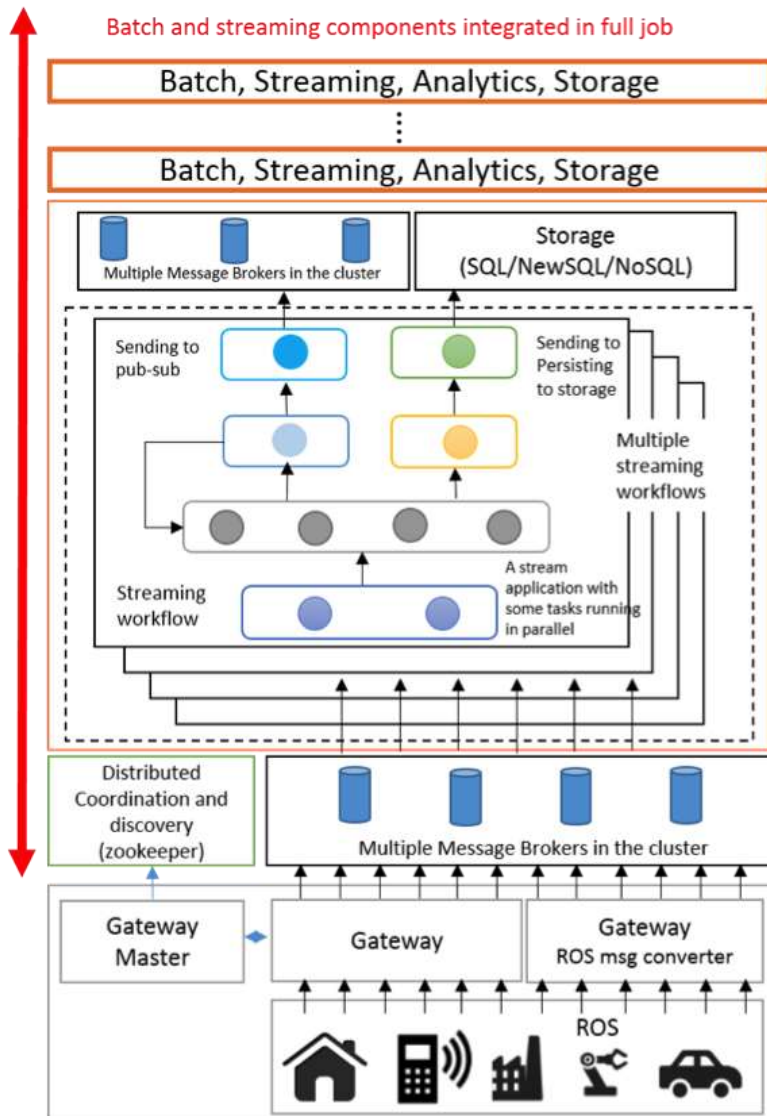 Batch and streaming components integrated in full job
Batch, Streaming, Analytics, Storage
Batch, Streaming, Analytics, Storage
Multiple Message Brokers in the cluster
Storage
(SQL/NewSQL/NoSQL)
Sending to
pub-sub
Sending to
Persisting
to storage
Multiple
streaming
workflows
Streaming
workflow
A stream
application with
some tasks running
in parallel
Distributed
Coordination and
discovery
(zookeeper)
Multiple Message Brokers in the cluster
Gateway
Master
Gateway
Gateway
ROS msg converter
ROS